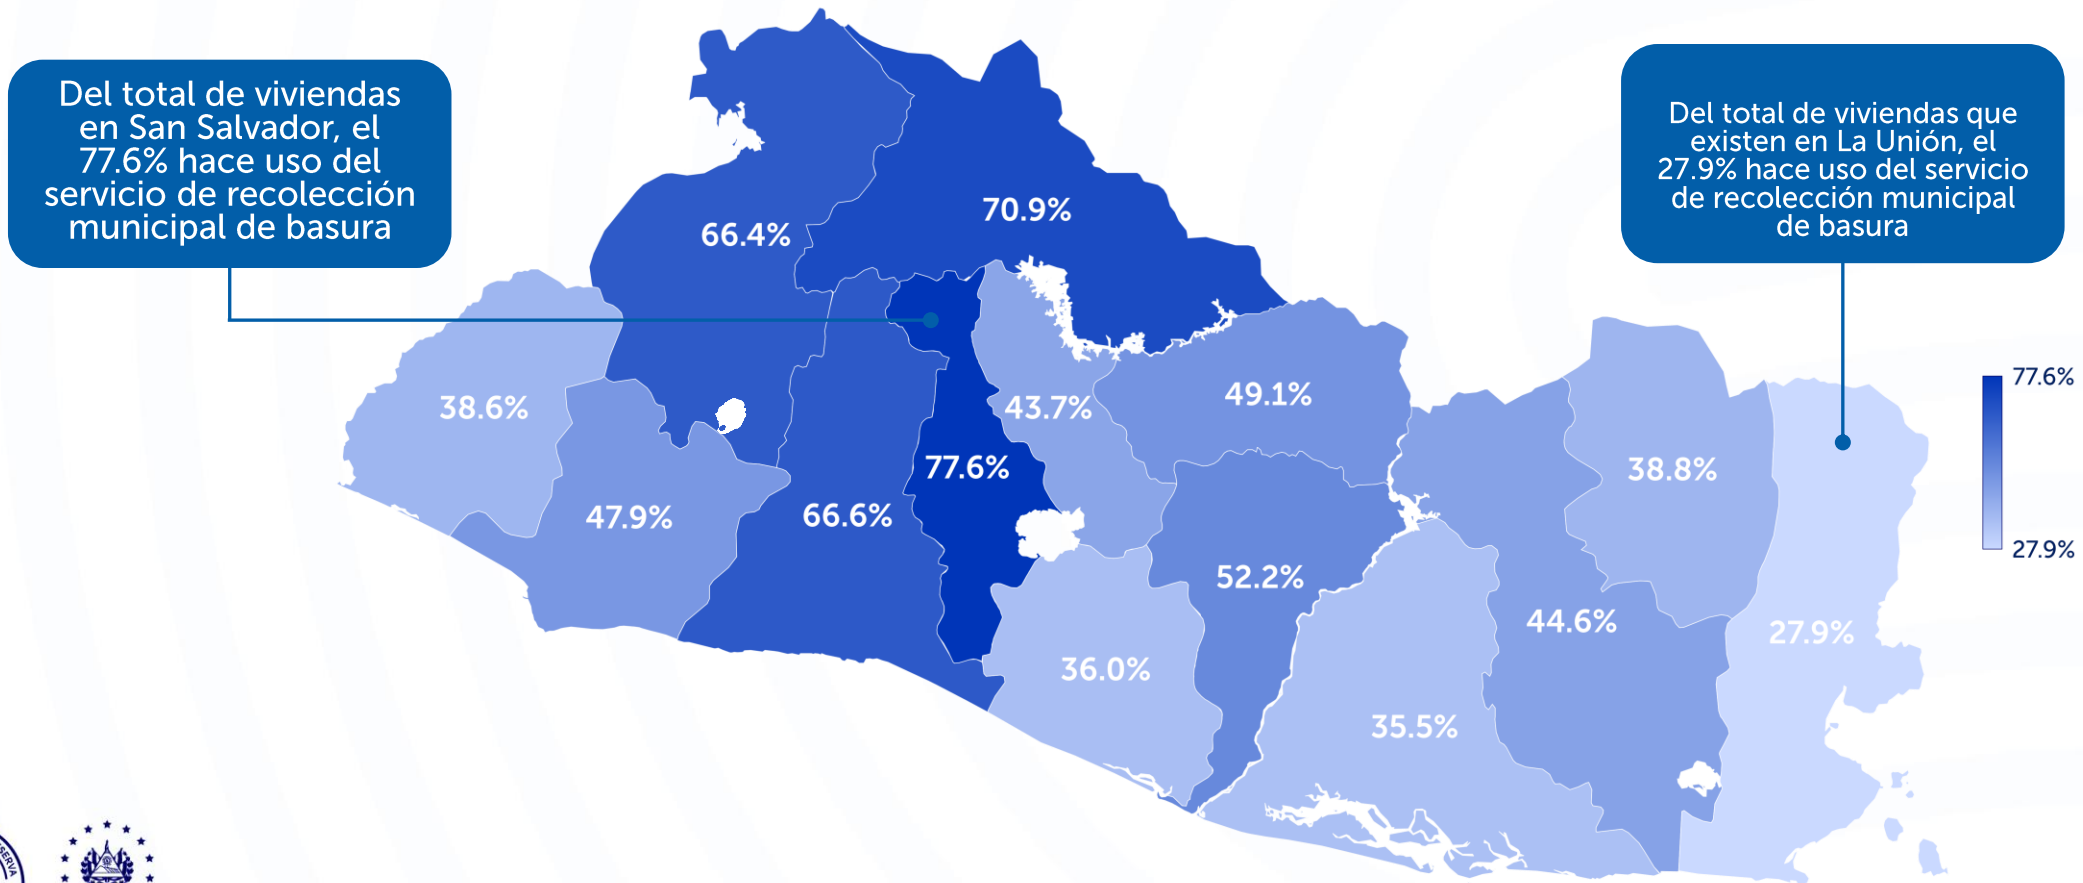 Del total de viviendas
en San Salvador, el
77.6% hace uso del
servicio de recolección
municipal de basura
Del total de viviendas que
existen en La Unión, el
27.9% hace uso del servicio
de recolección municipal
de basura
70.9%
66.4%
38.6%
43.7%
49.1%
77.6%
47.9%
66.6%
38.8%
52.2%
44.6%
27.9%
36.0%
35.5%
77.6%
27.9%